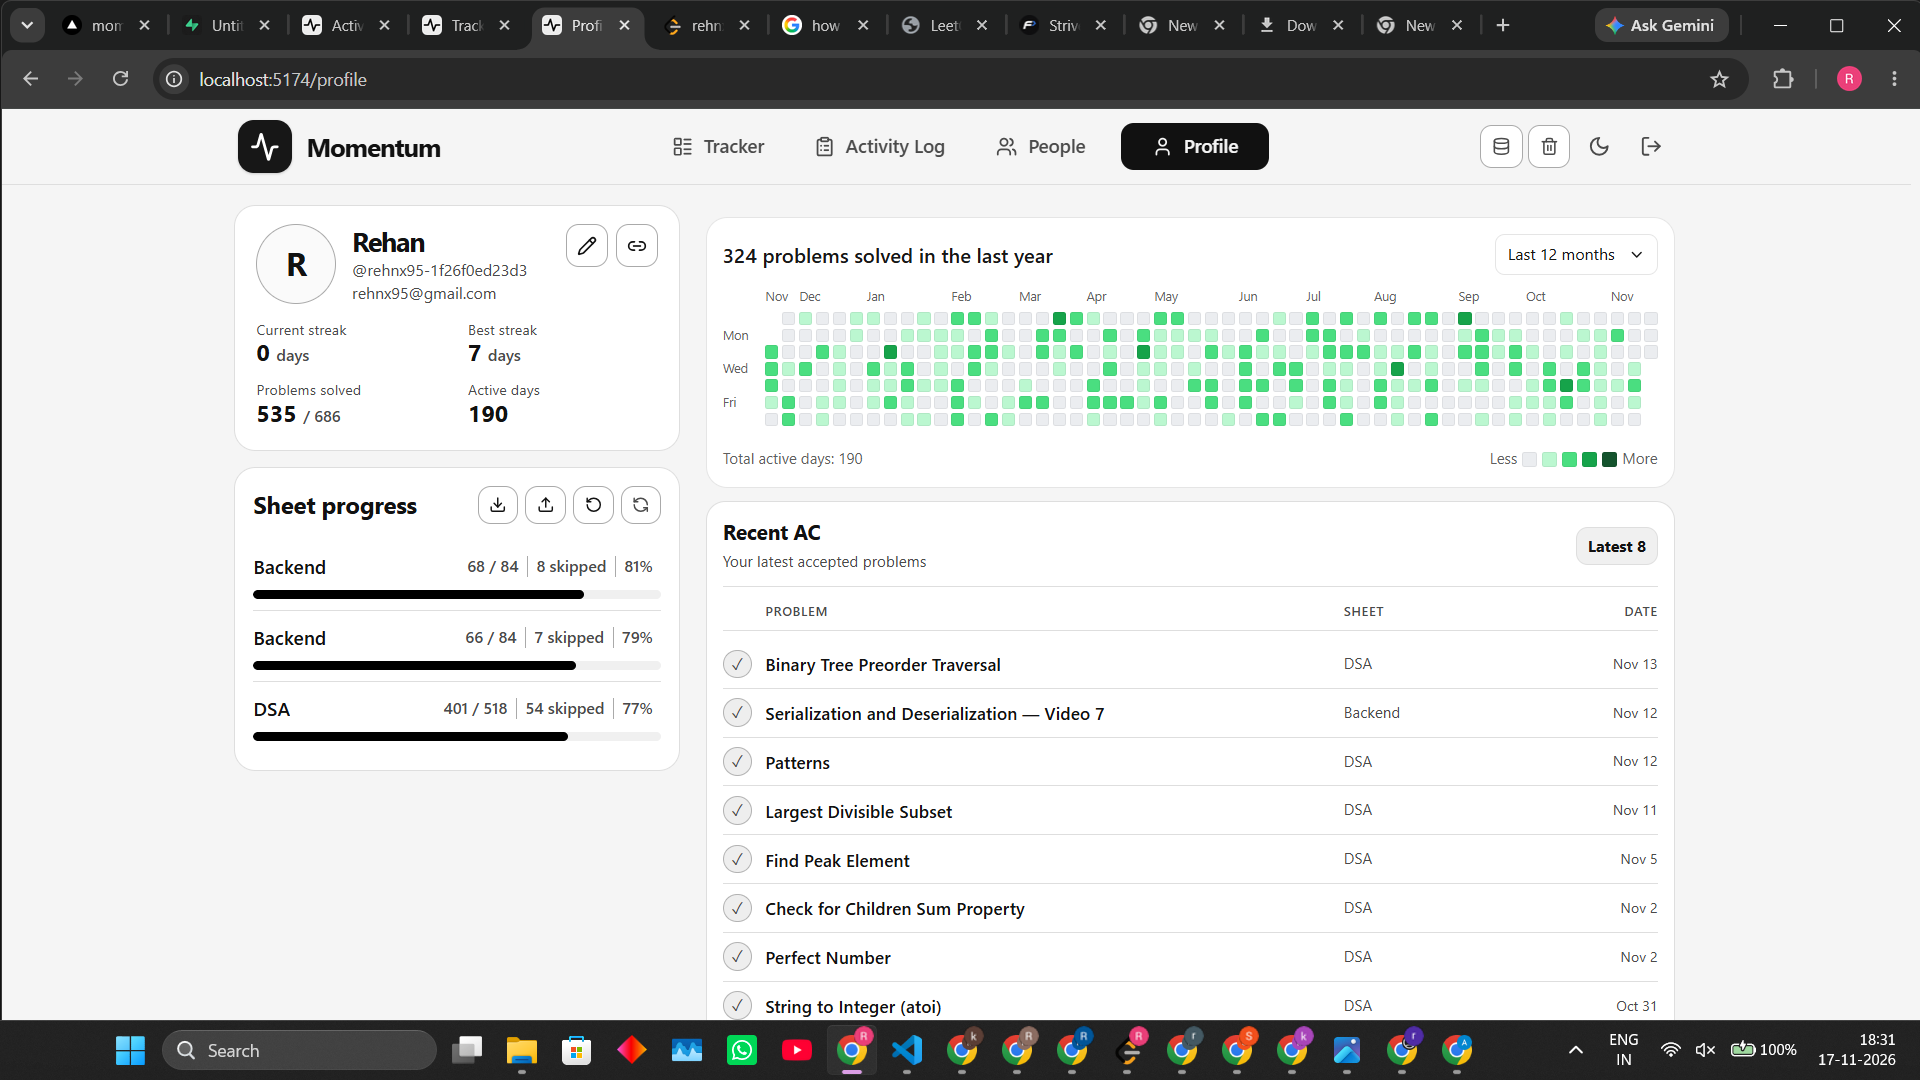 mom
Untit
Activ
Track
Profi
rehn
how
Leet
Striv
New
Dow
New
Ask Gemini
localhost:5174/profile
R
Momentum
Tracker
Activity Log
People
Profile
R
Rehan
@rehnx95-1f26f0ed23d3
rehnx95@gmail.com
Current streak
0 days
Best streak
7 days
Problems solved
535 / 686
Active days
190
Sheet progress
Backend 68 / 84 8 skipped 81%
Backend 66 / 84 7 skipped 79%
DSA 401 / 518 54 skipped 77%
324 problems solved in the last year
Last 12 months
Nov Dec Jan Feb Mar Apr May Jun Jul Aug Sep Oct Nov
Mon
Wed
Fri
Total active days: 190
Less More
Recent AC
Your latest accepted problems
Latest 8
PROBLEM SHEET DATE
Binary Tree Preorder Traversal DSA Nov 13
Serialization and Deserialization — Video 7 Backend Nov 12
Patterns DSA Nov 12
Largest Divisible Subset DSA Nov 11
Find Peak Element DSA Nov 5
Check for Children Sum Property DSA Nov 2
Perfect Number DSA Nov 2
String to Integer (atoi) DSA Oct 31
Search
R
k
R
R
R
r
S
k
r
A
ENG
IN
100%
18:31
17-11-2026